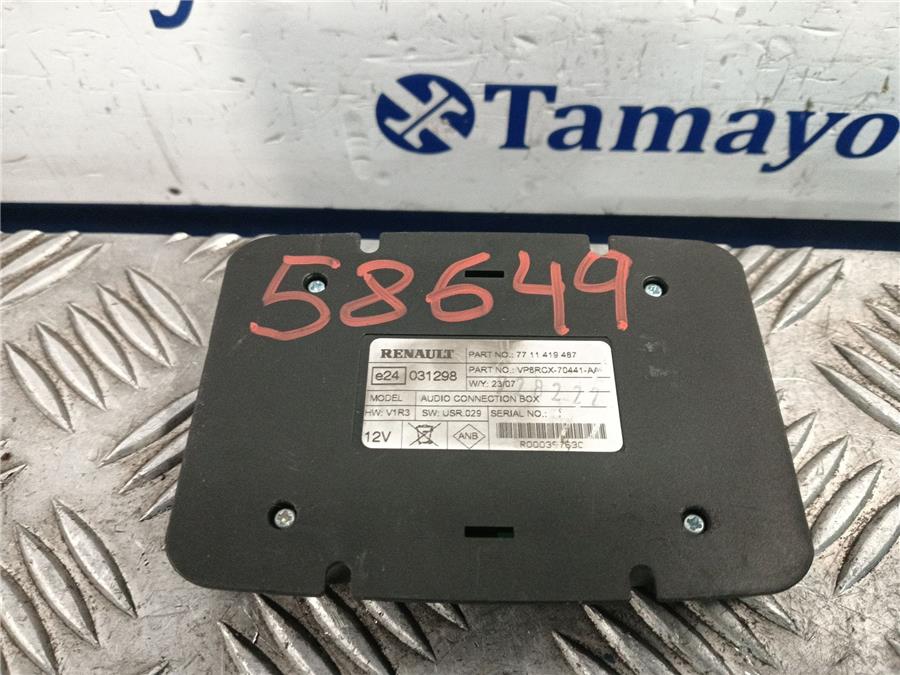 Tamayo
58649
RENAULT PART NO.: 77 11 419 487
e24 031298 PART NO.: VP6RCX-70441-AA
W/Y: 23/07
MODEL AUDIO CONNECTION BOX
HW: V1R3 SW: USR.029 SERIAL NO.:
12V ANB